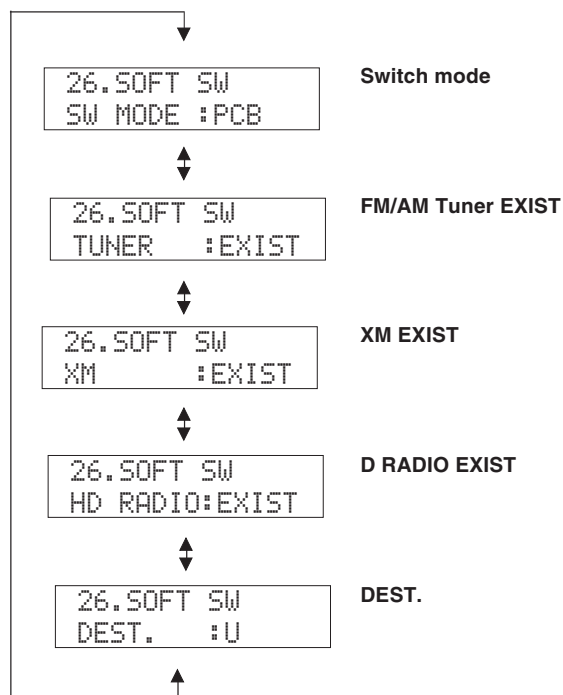 26.SOFT SW
SW MODE :PCB
Switch mode
26.SOFT SW
TUNER :EXIST
FM/AM Tuner EXIST
26.SOFT SW
XM :EXIST
XM EXIST
26.SOFT SW
HD RADIO:EXIST
D RADIO EXIST
26.SOFT SW
DEST. :U
DEST.